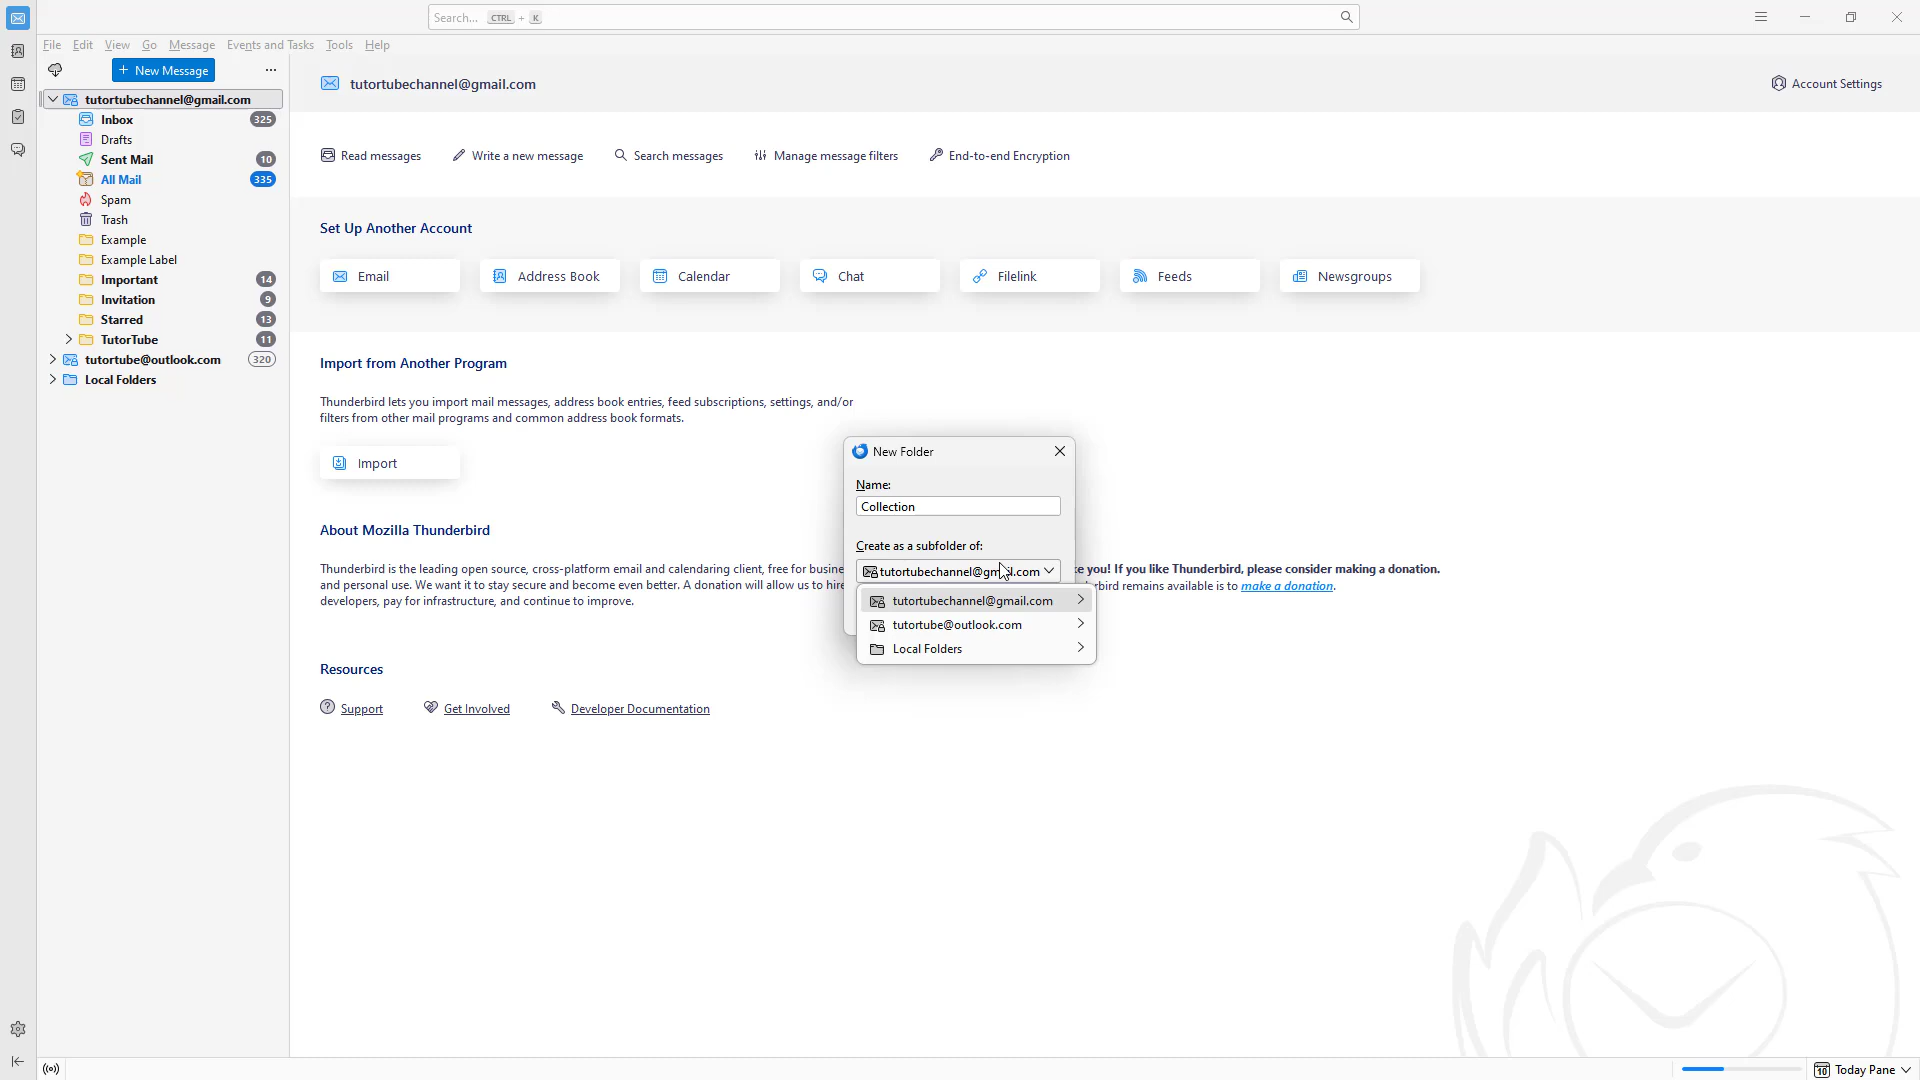 Search... CTRL + K
File Edit View Go Message Events and Tasks Tools Help
New Message
tutortubechannel@gmail.com
Inbox 325
Drafts
Sent Mail 10
All Mail 335
Spam
Trash
Example
Example Label
Important 14
Invitation 9
Starred 13
TutorTube 11
tutortube@outlook.com 320
Local Folders
tutortubechannel@gmail.com
Account Settings
Read messages Write a new message Search messages Manage message filters End-to-end Encryption
Set Up Another Account
Email Address Book Calendar Chat Filelink Feeds Newsgroups
Import from Another Program
Thunderbird lets you import mail messages, address book entries, feed subscriptions, settings, and/or
filters from other mail programs and common address book formats.
Import
About Mozilla Thunderbird
Thunderbird is the leading open source, cross-platform email and calendaring client, free for busine
and personal use. We want it to stay secure and become even better. A donation will allow us to hire
developers, pay for infrastructure, and continue to improve.
ke you! If you like Thunderbird, please consider making a donation.
rbird remains available is to make a donation.
Resources
Support Get Involved Developer Documentation
New Folder
Name:
Collection
Create as a subfolder of:
tutortubechannel@gmail.com
tutortubechannel@gmail.com
tutortube@outlook.com
Local Folders
10 Today Pane